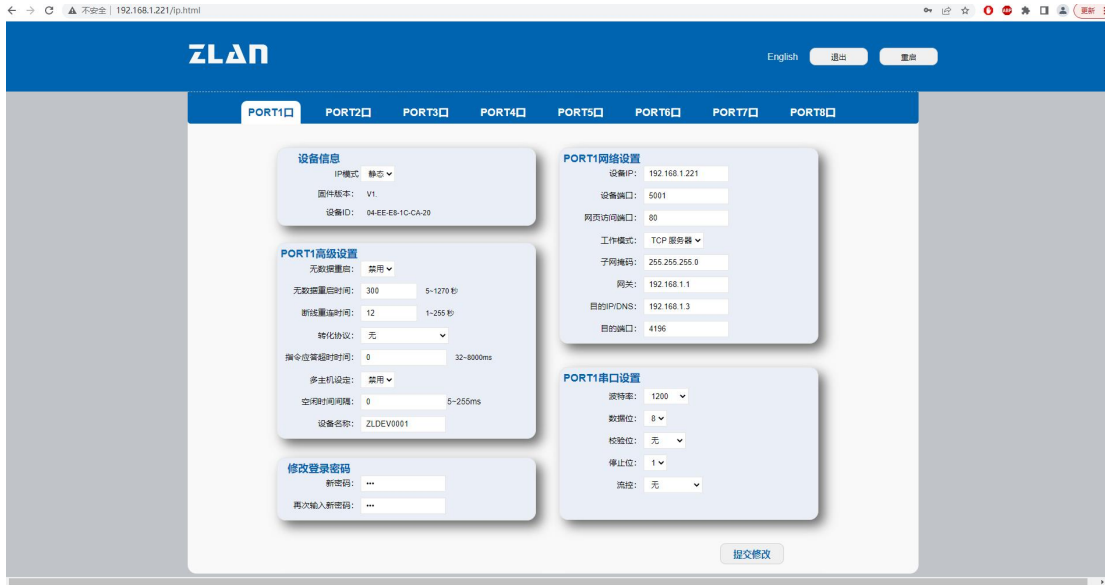 不安全 | 192.168.1.221/ip.html
更新
ZLAN
English 退出 重启
PORT1口 PORT2口 PORT3口 PORT4口 PORT5口 PORT6口 PORT7口 PORT8口
设备信息
IP模式 静态
固件版本: V1.
设备ID: 04-EE-E8-1C-CA-20
PORT1高级设置
无数据重启: 禁用
无数据重启时间: 300 5~1270 秒
断线重连时间: 12 1~255 秒
转化协议: 无
指令应答超时时间: 0 32~8000ms
多主机设定: 禁用
空闲时间间隔: 0 5~255ms
设备名称: ZLDEV0001
修改登录密码
新密码: •••
再次输入新密码: •••
PORT1网络设置
设备IP: 192.168.1.221
设备端口: 5001
网页访问端口: 80
工作模式: TCP 服务器
子网掩码: 255.255.255.0
网关: 192.168.1.1
目的IP/DNS: 192.168.1.3
目的端口: 4196
PORT1串口设置
波特率: 1200
数据位: 8
校验位: 无
停止位: 1
流控: 无
提交修改